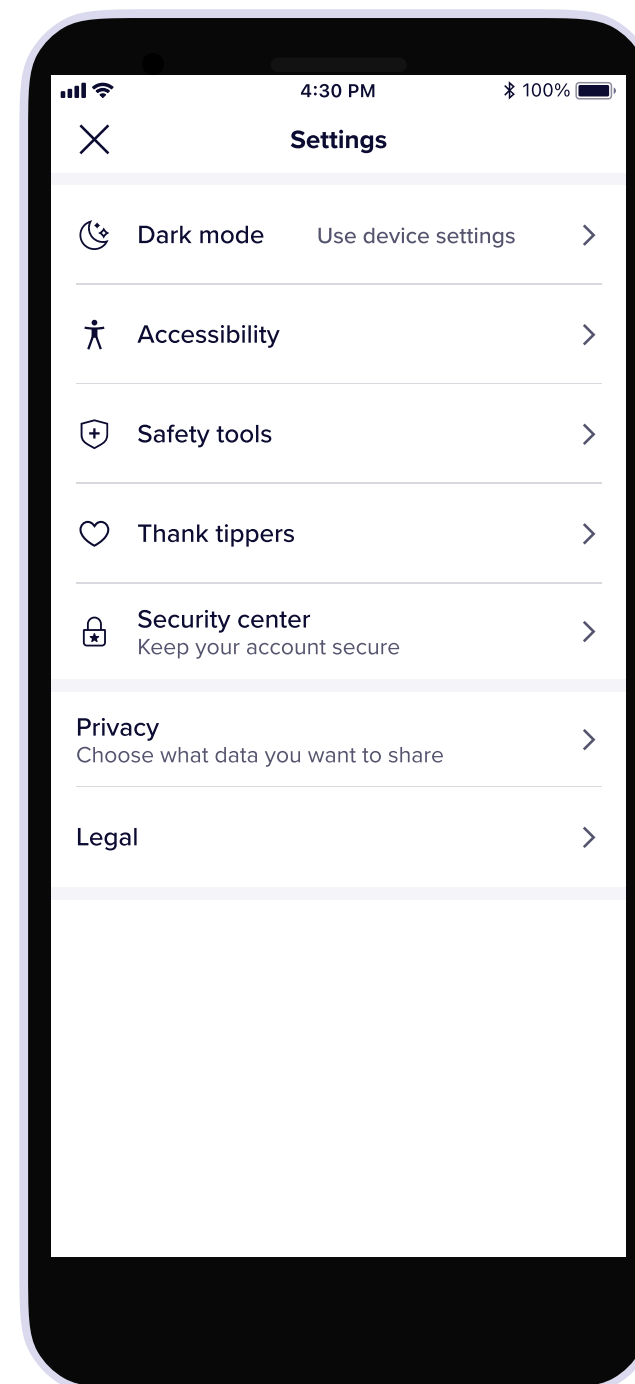 4:30 PM 100%
Settings
Dark mode Use device settings
Accessibility
Safety tools
Thank tippers
Security center
Keep your account secure
Privacy
Choose what data you want to share
Legal